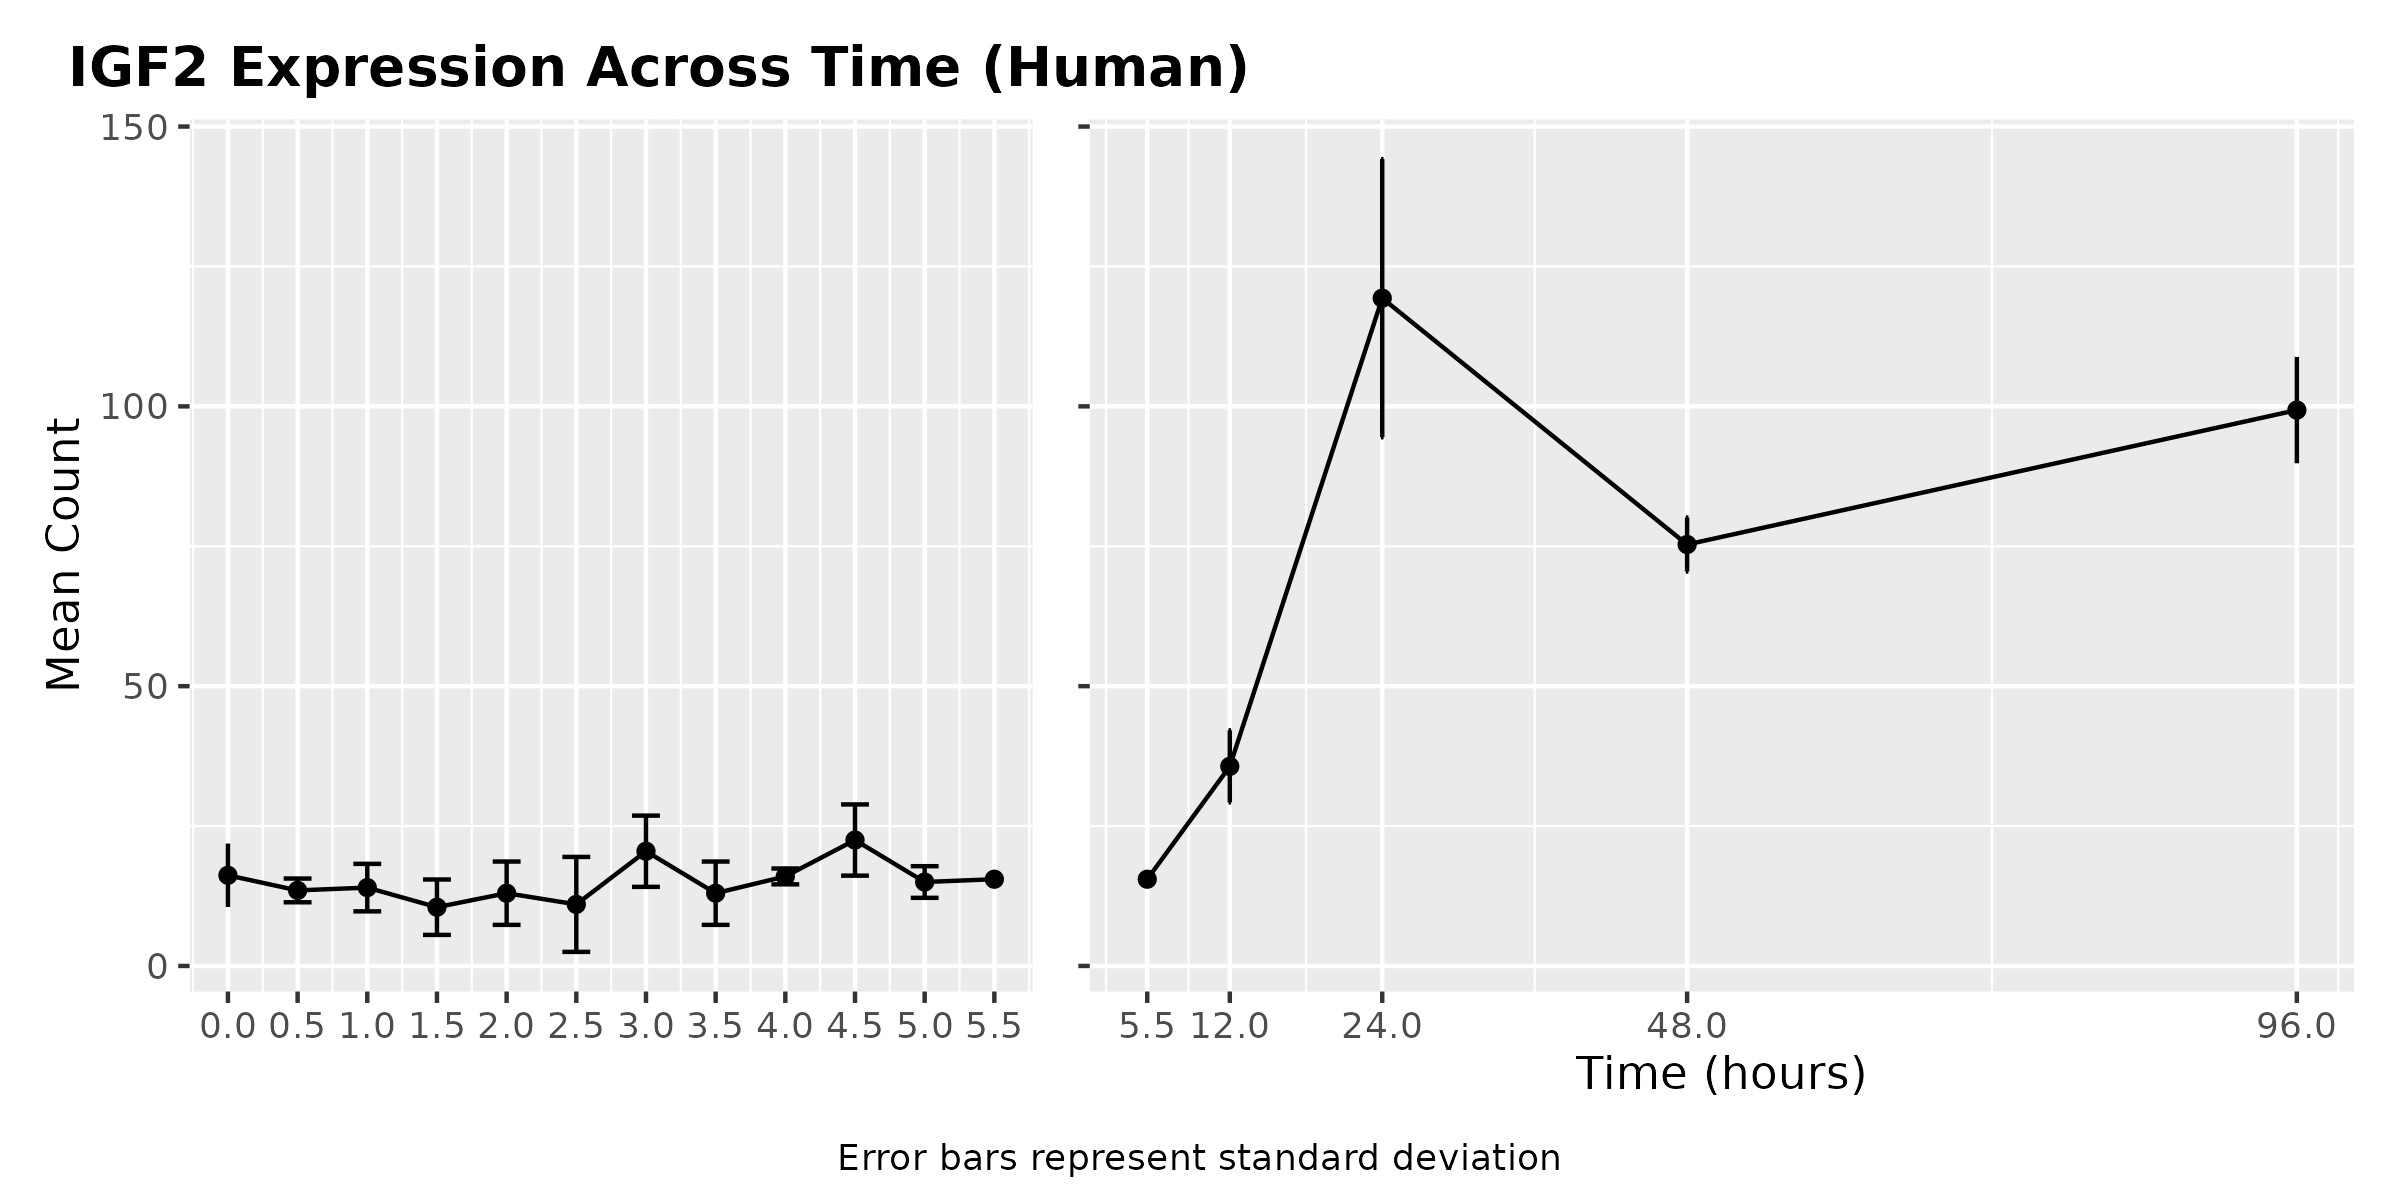 IGF2 Expression Across Time (Human)
Mean Count
150
100
50
0
0.0 0.5 1.0 1.5 2.0 2.5 3.0 3.5 4.0 4.5 5.0 5.5
5.5 12.0 24.0 48.0 96.0
Time (hours)
Error bars represent standard deviation